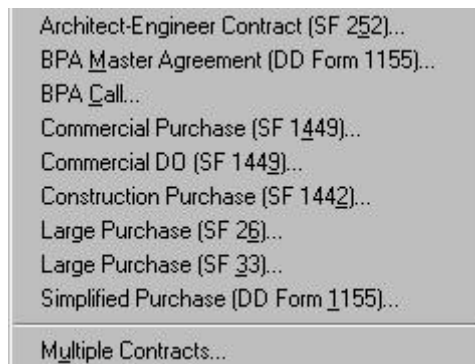 Architect-Engineer Contract (SF 252)...
BPA Master Agreement (DD Form 1155)...
BPA Call...
Commercial Purchase (SF 1449)...
Commercial DO (SF 1449)...
Construction Purchase (SF 1442)...
Large Purchase (SF 26)...
Large Purchase (SF 33)...
Simplified Purchase (DD Form 1155)...
Multiple Contracts...